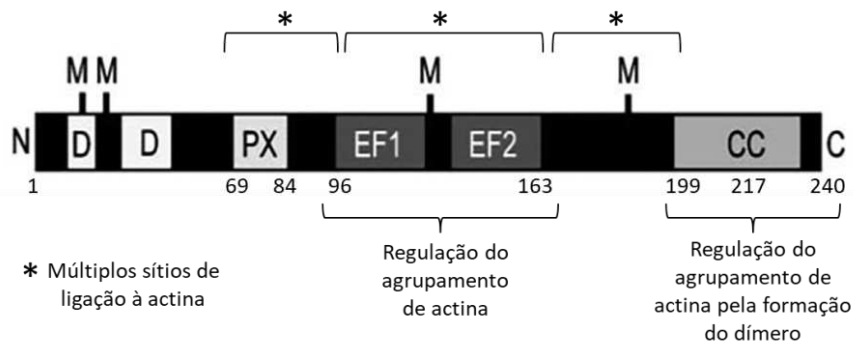 * * *
M M M M
N D D PX EF1 EF2 CC C
1 69 84 96 163 199 217 240
* Múltiplos sítios de
ligação à actina
Regulação do
agrupamento
de actina
Regulação do
agrupamento de
actina pela formação
do dímero